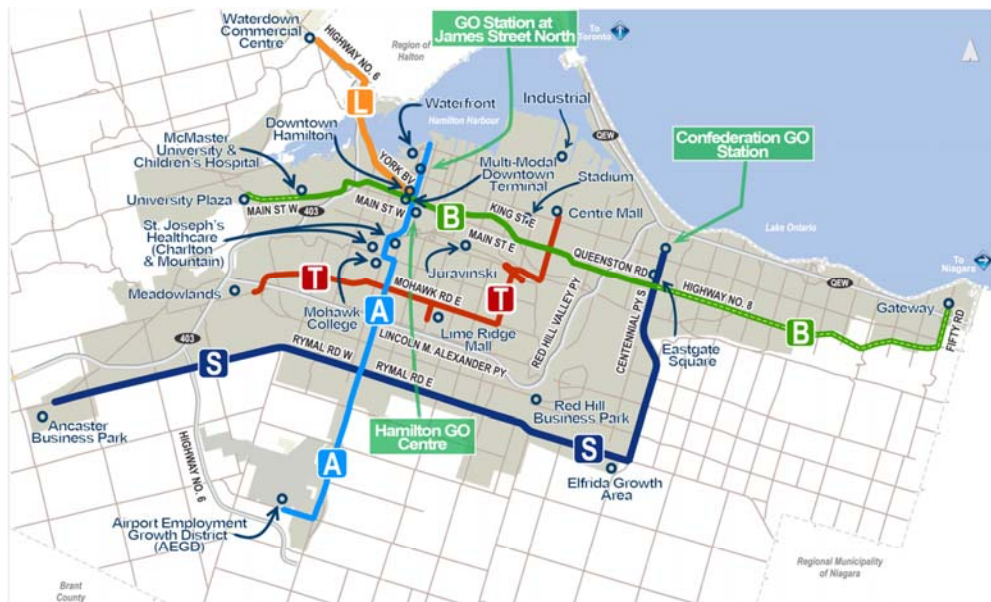 Waterdown
Commercial
Centre
HIGHWAY NO. 6
Region of
Halton
GO Station at
James Street North
To
Toronto
L
Downtown
Hamilton
Waterfront
Hamilton Harbour
Industrial
QEW
Confederation GO
Station
McMaster
University &
Children's Hospital
YORK BV
Multi-Modal
Downtown
Terminal
Stadium
University Plaza
MAIN ST W
403
MAIN ST W
B
KING ST E
Centre Mall
St. Joseph's
Healthcare
(Charlton
& Mountain)
MAIN ST E
Lake Ontario
Juravinski
QUEENSTON RD
HIGHWAY NO. 8
QEW
To
Niagara
Meadowlands
T
MOHAWK RD E
T
Mohawk
College
A
Lime Ridge
Mall
RED HILL VALLEY PY
CENTENNIAL PY S
Gateway
B
FIFTY RD
403
LINCOLN M. ALEXANDER PY
Eastgate
Square
S
RYMAL RD W
RYMAL RD E
Ancaster
Business Park
Red Hill
Business Park
Hamilton GO
Centre
S
A
HIGHWAY NO. 6
Elfrida Growth
Area
Airport Employment
Growth District
(AEGD)
Brant
County
Regional Municipality
of Niagara